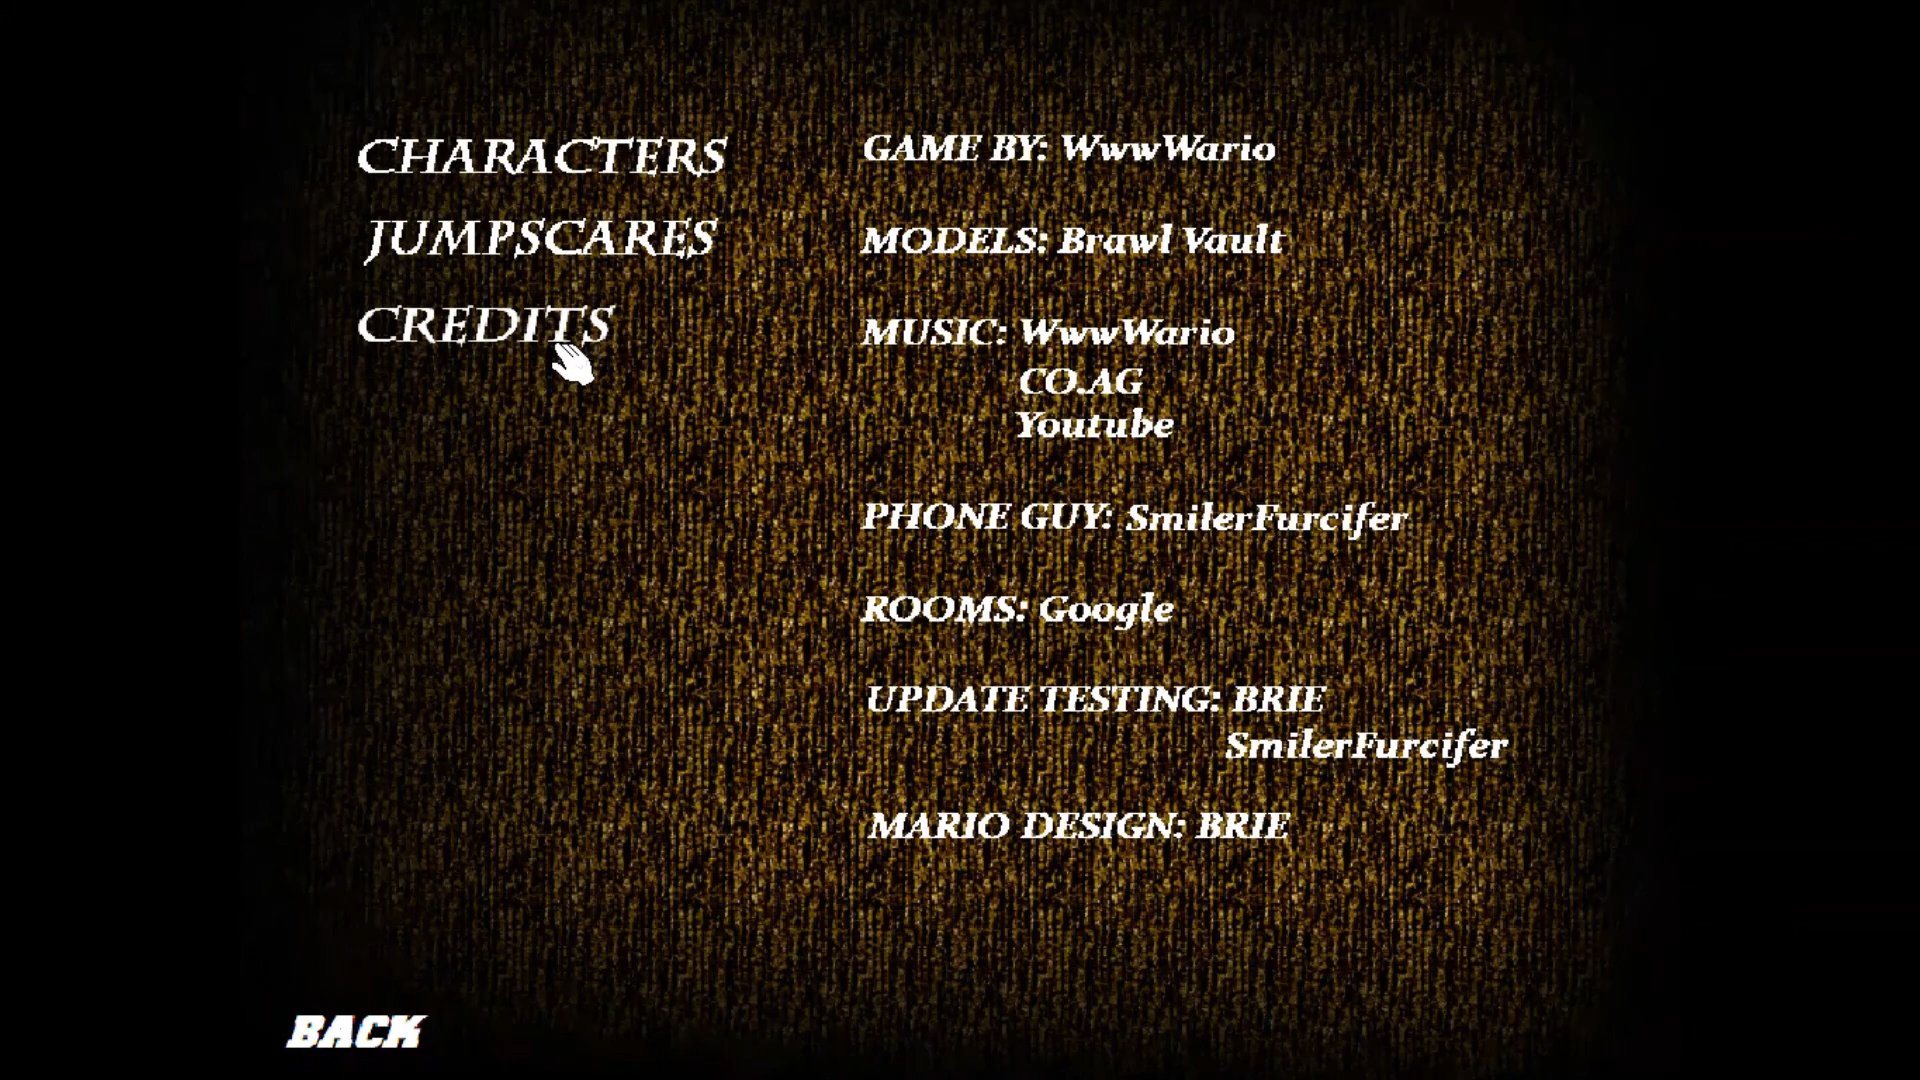 CHARACTERS
JUMPSCARES
CREDITS
GAME BY: WwwWario
MODELS: Brawl Vault
MUSIC: WwwWario
CO.AG
Youtube
PHONE GUY: SmilerFurcifer
ROOMS: Google
UPDATE TESTING: BRIE
SmilerFurcifer
MARIO DESIGN: BRIE
BACK